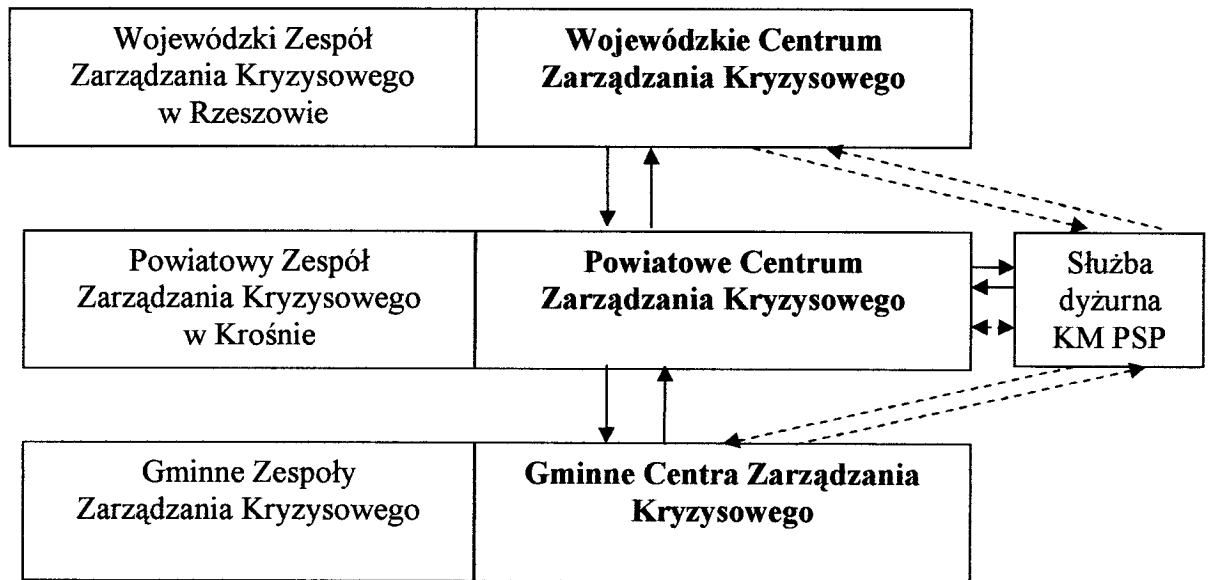 Wojewódzki Zespół
Zarządzania Kryzysowego
w Rzeszowie
Wojewódzkie Centrum
Zarządzania Kryzysowego
Powiatowy Zespół
Zarządzania Kryzysowego
w Krośnie
Powiatowe Centrum
Zarządzania Kryzysowego
Służba
dyżurna
KM PSP
Gminne Zespoły
Zarządzania Kryzysowego
Gminne Centra Zarządzania
Kryzysowego